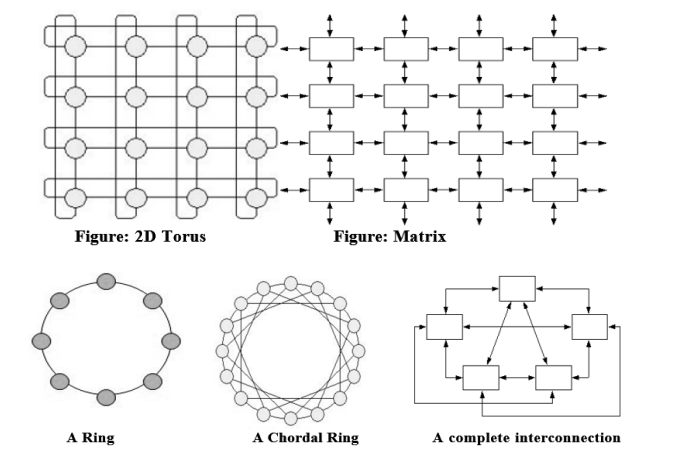 Figure: 2D Torus
Figure: Matrix
A Ring
A Chordal Ring
A complete interconnection